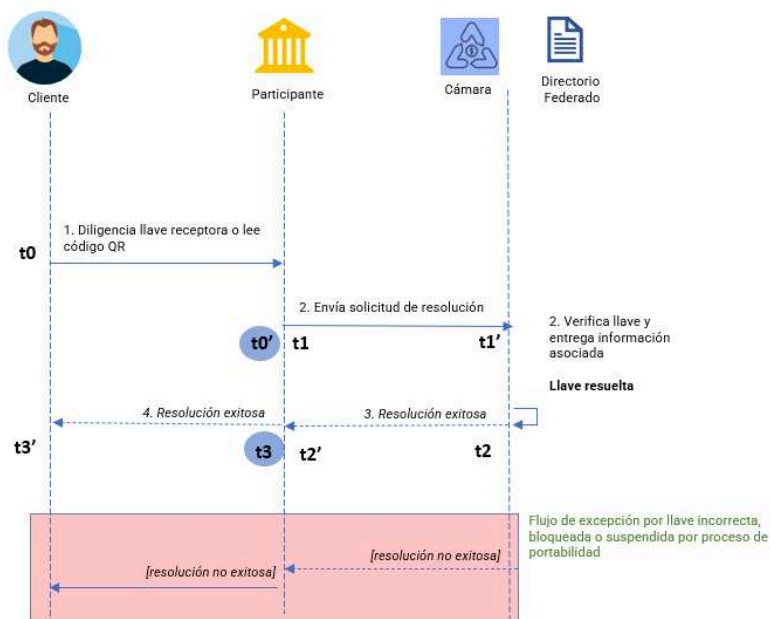 Cliente
Participante
Cámara
Directorio
Federado
1. Diligencia llave receptora o lee
código QR
t0
2. Envía solicitud de resolución
t0’
t1
t1’
2. Verifica llave y
entrega información
asociada
Llave resuelta
4. Resolución exitosa
3. Resolución exitosa
t3’
t3
t2’
t2
Flujo de excepción por llave incorrecta,
bloqueada o suspendida por proceso de
portabilidad
[resolución no exitosa]
[resolución no exitosa]